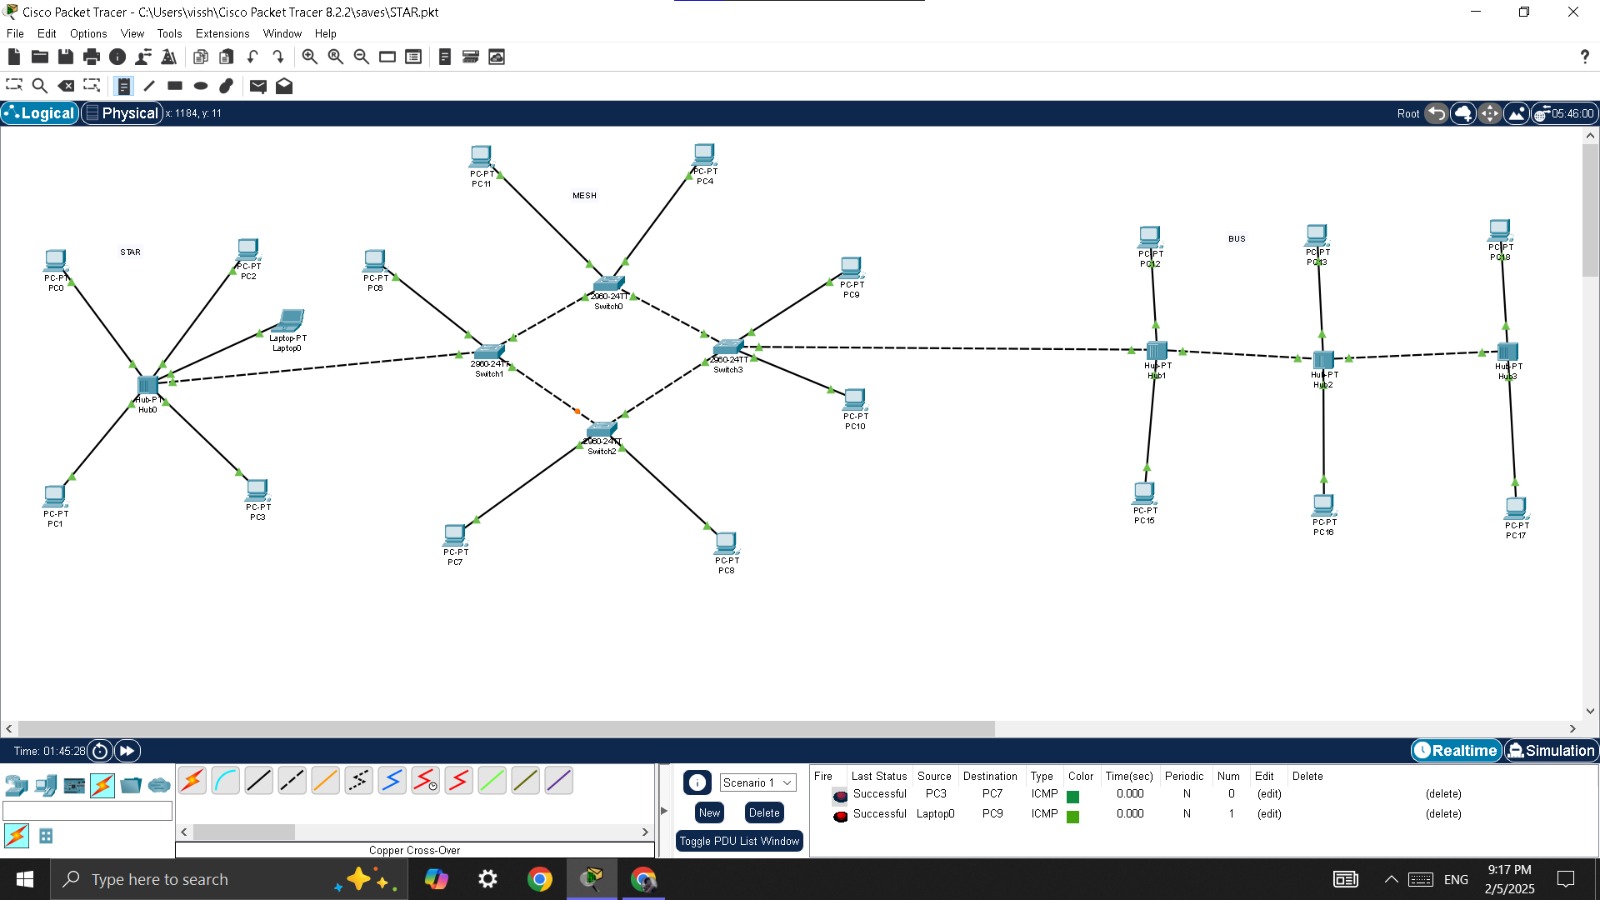 Cisco Packet Tracer - C:\Users\vissh\Cisco Packet Tracer 8.2.2\saves\STAR.pkt
File Edit Options View Tools Extensions Window Help
Logical Physical x: 1184, y: 11 Root 05:46:00
PC-PT
PC11
PC-PT
PC4
MESH
STAR
BUS
PC-PT
PC0
PC-PT
PC2
PC-PT
PC6
PC-PT
PC9
PC-PT
PC12
PC-PT
PC13
PC-PT
PC18
2960-24TT
Switch0
Laptop-PT
Laptop0
2960-24TT
Switch1
2960-24TT
Switch3
Hub-PT
Hub0
Hub-PT
Hub1
Hub-PT
Hub2
Hub-PT
Hub3
PC-PT
PC10
2960-24TT
Switch2
PC-PT
PC1
PC-PT
PC3
PC-PT
PC15
PC-PT
PC16
PC-PT
PC17
PC-PT
PC7
PC-PT
PC8
Time: 01:45:28 Realtime Simulation
Scenario 1
New Delete
Toggle PDU List Window
Fire Last Status Source Destination Type Color Time(sec) Periodic Num Edit Delete
Successful PC3 PC7 ICMP 0.000 N 0 (edit) (delete)
Successful Laptop0 PC9 ICMP 0.000 N 1 (edit) (delete)
Copper Cross-Over
Type here to search
ENG
9:17 PM
2/5/2025